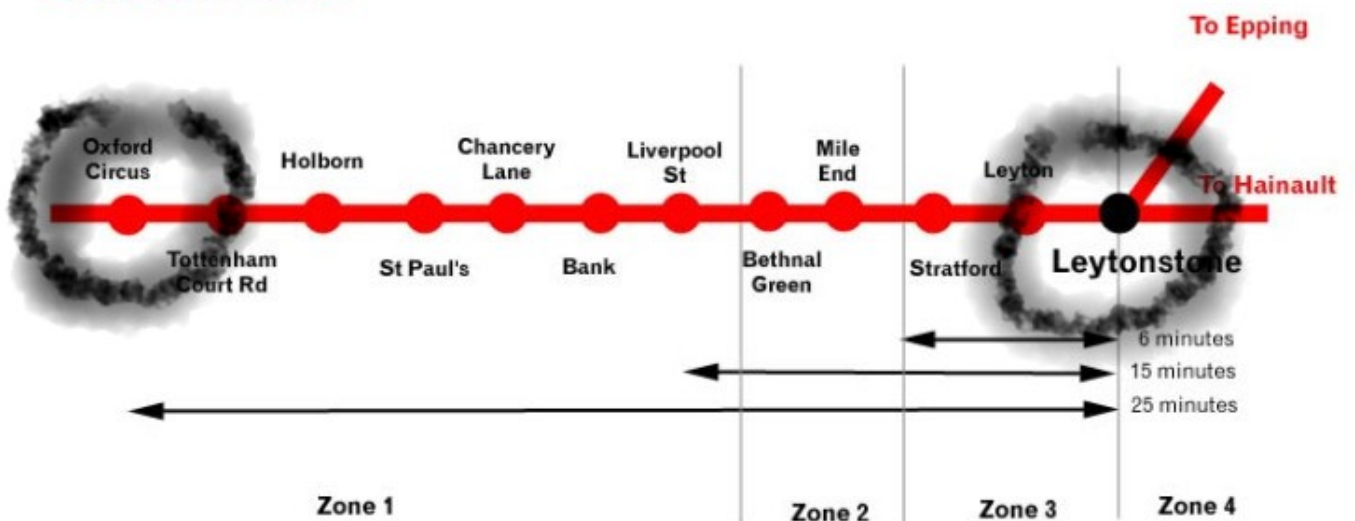 To Epping
Oxford
Circus
Holborn
Chancery
Lane
Liverpool
St
Mile
End
Leyton
To Hainault
Tottenham
Court Rd
St Paul's
Bank
Bethnal
Green
Stratford
Leytonstone
6 minutes
15 minutes
25 minutes
Zone 1
Zone 2
Zone 3
Zone 4